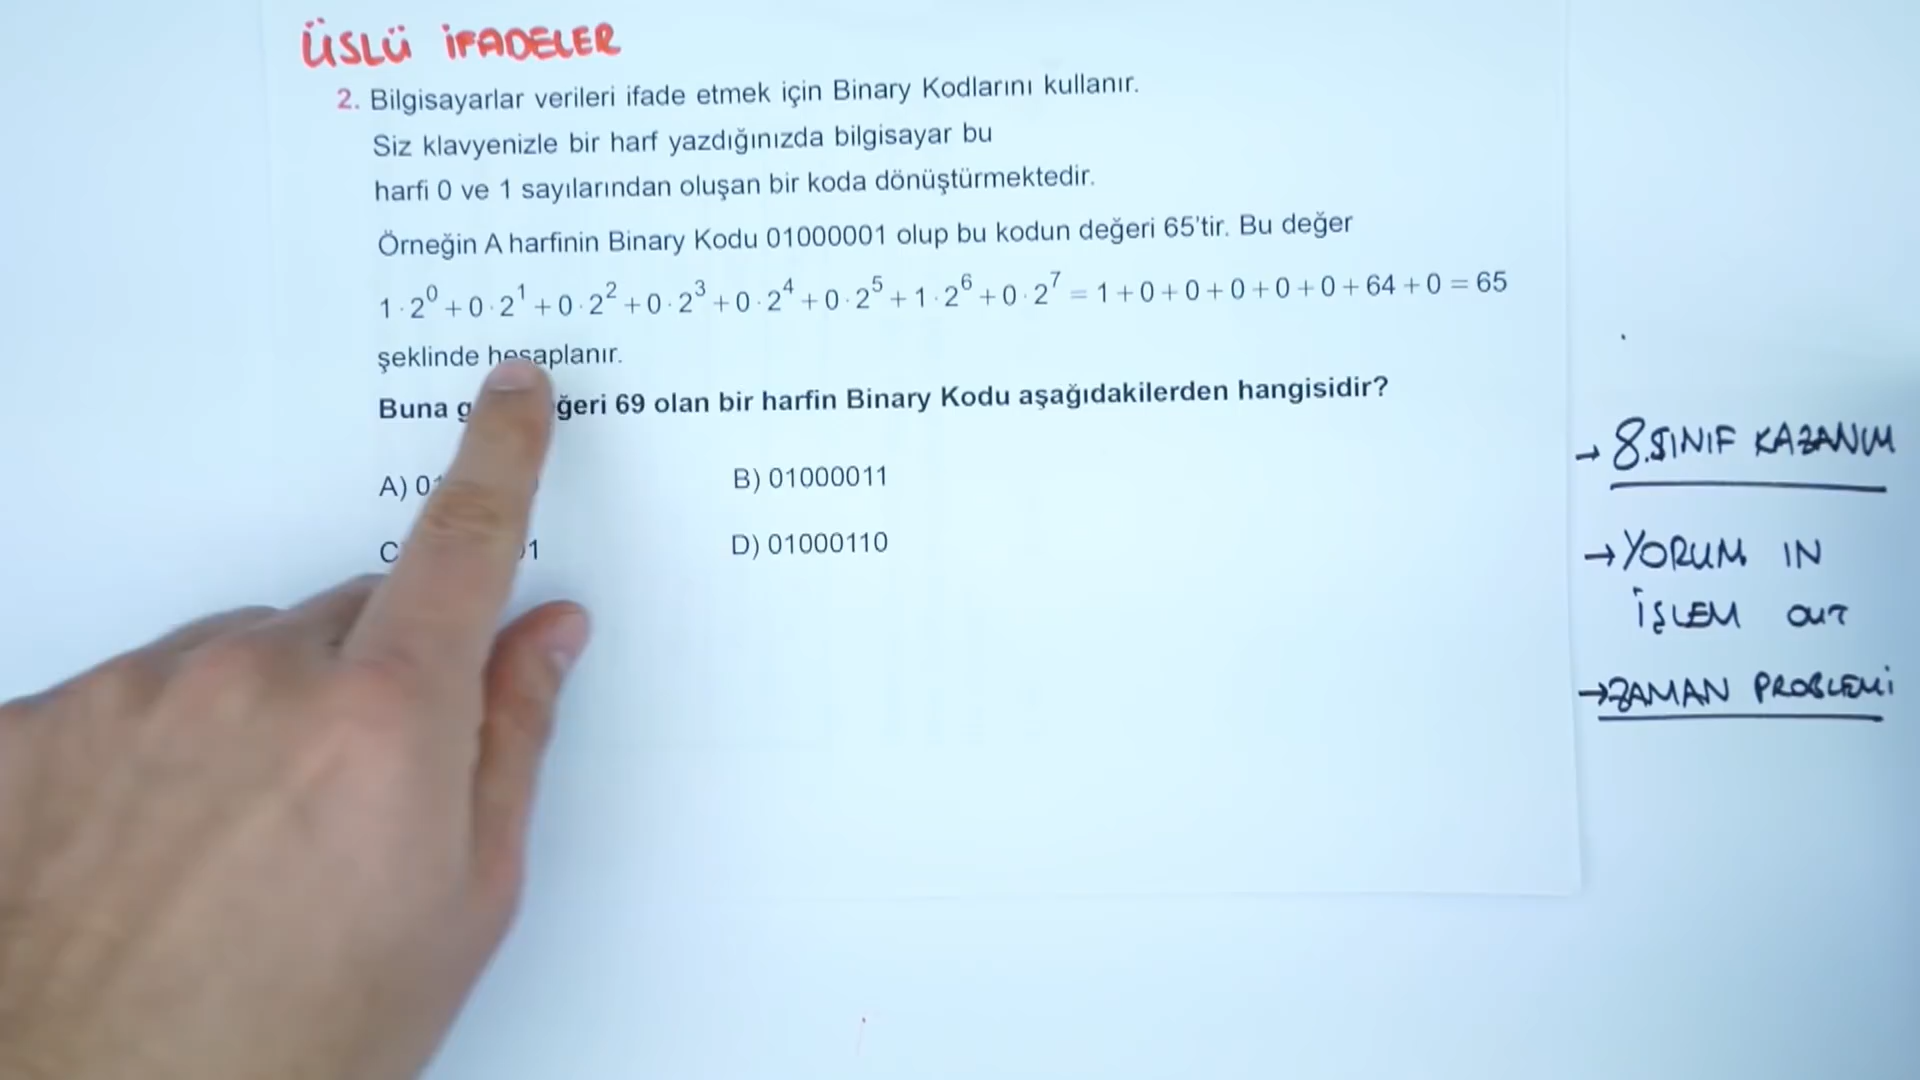 ÜSLÜ İFADELER
2. Bilgisayarlar verileri ifade etmek için Binary Kodlarını kullanır.
Siz klavyenizle bir harf yazdığınızda bilgisayar bu
harfi 0 ve 1 sayılarından oluşan bir koda dönüştürmektedir.
Örneğin A harfinin Binary Kodu 01000001 olup bu kodun değeri 65'tir. Bu değer
1·2⁰+0·2¹+0·2²+0·2³+0·2⁴+0·2⁵+1·2⁶+0·2⁷=1+0+0+0+0+0+64+0=65
şeklinde hesaplanır.
Buna 69 olan bir harfin Binary Kodu aşağıdakilerden hangisidir?
A) B) 01000011
D) 01000110
→ 8.SINIF KAZANIM
→ YORUM IN
İŞLEM OUT
→ ZAMAN PROBLEMİ